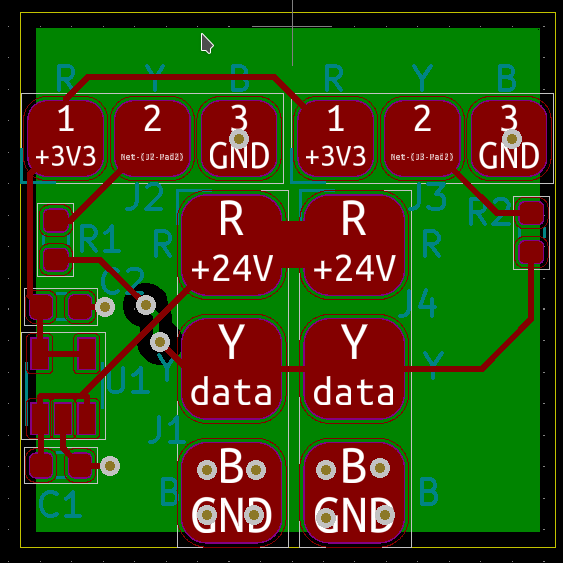 R Y B R Y B
1 2 3 1 2 3
+3V3 Net-(J2-Pad2) GND +3V3 Net-(J3-Pad2) GND
J2 J3
R2
R1 R R R R
C2 +24V +24V
J4
Y Y
U1 Y data data Y
J1
B B B B
C1 GND GND